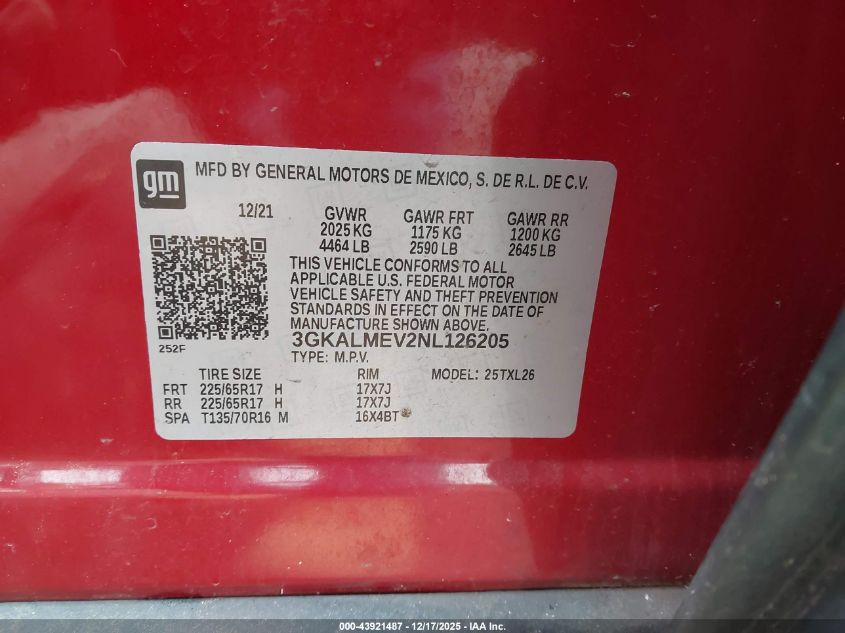 gm
MFD BY GENERAL MOTORS DE MEXICO, S. DE R.L. DE C.V.
12/21 GVWR GAWR FRT GAWR RR
2025 KG 1175 KG 1200 KG
4464 LB 2590 LB 2645 LB
THIS VEHICLE CONFORMS TO ALL
APPLICABLE U.S. FEDERAL MOTOR
VEHICLE SAFETY AND THEFT PREVENTION
STANDARDS IN EFFECT ON THE DATE OF
MANUFACTURE SHOWN ABOVE.
252F
3GKALMEV2NL126205
TYPE: M.P.V.
TIRE SIZE RIM MODEL: 25TXL26
FRT 225/65R17 H 17X7J
RR 225/65R17 H 17X7J
SPA T135/70R16 M 16X4BT
000-43921487 - 12/17/2025 - IAA Inc.